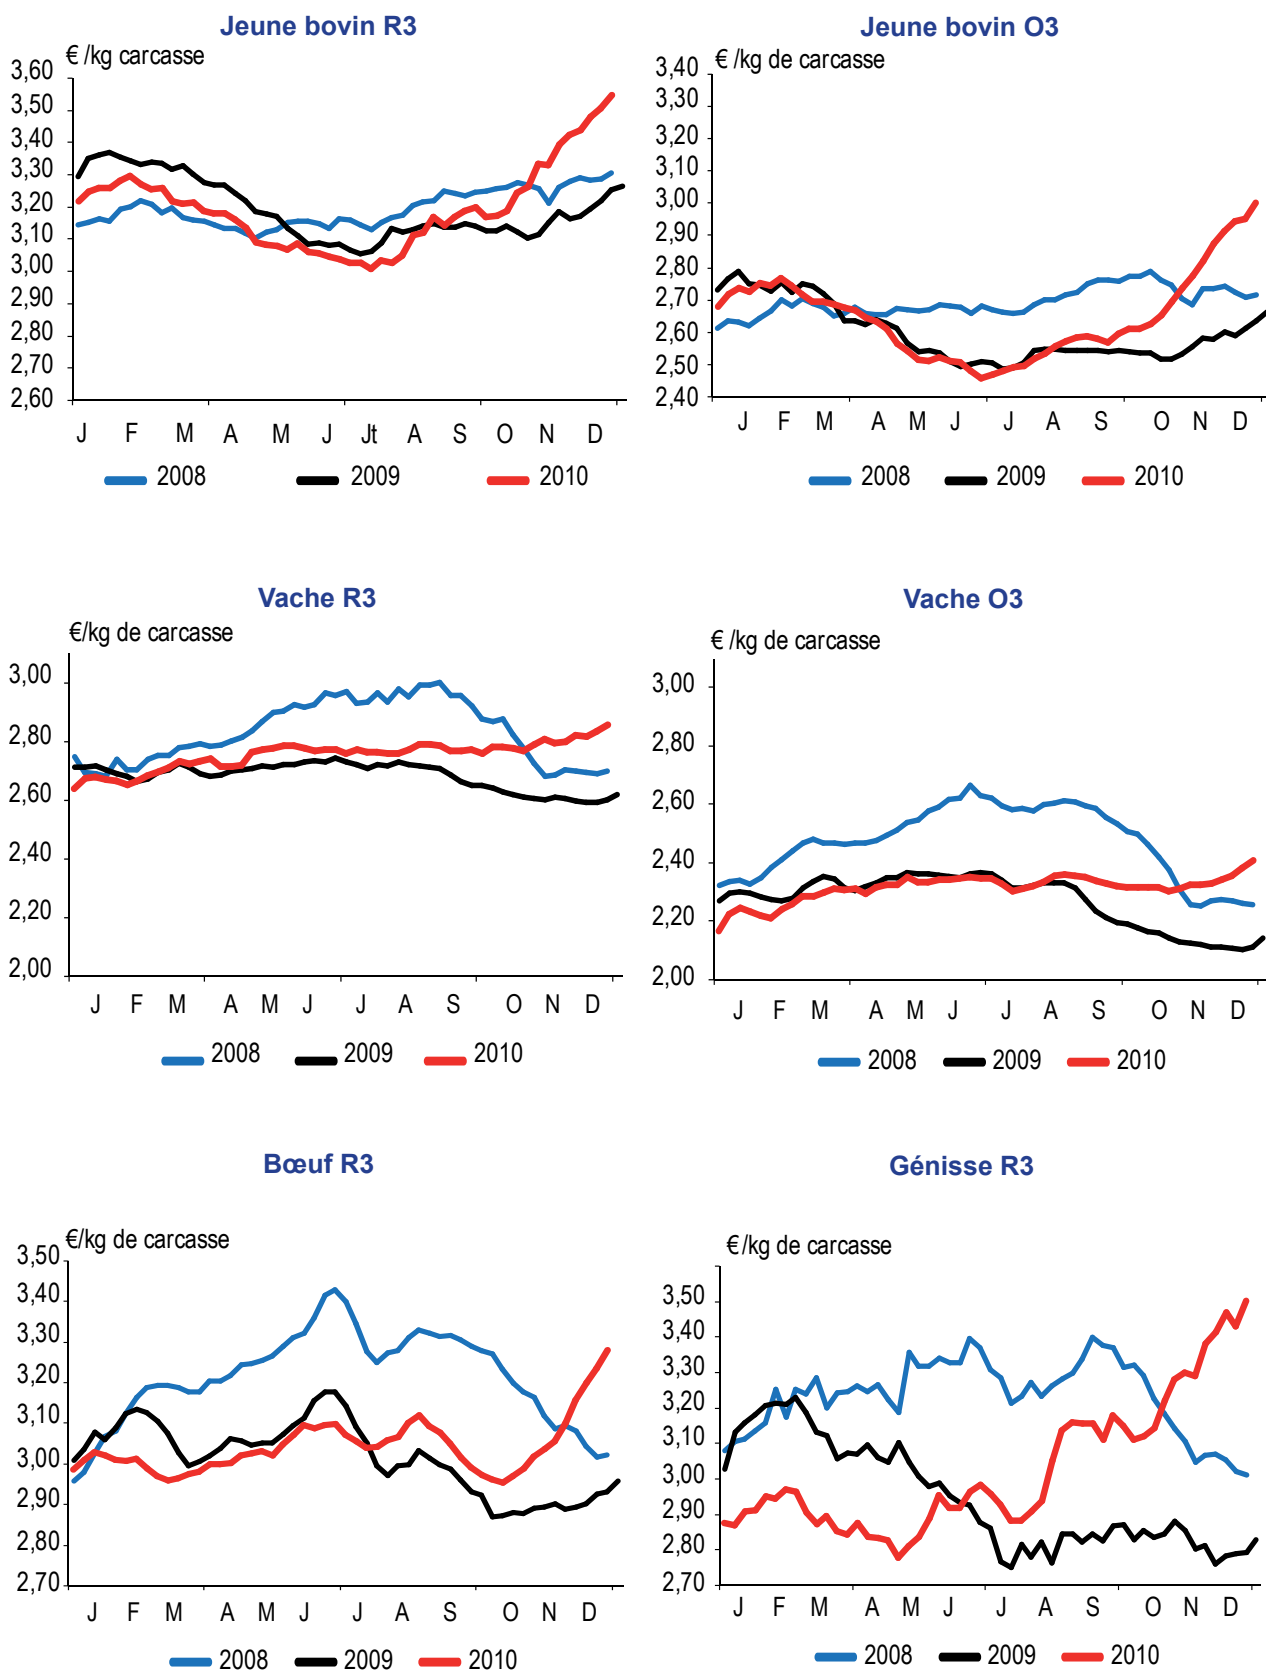 Jeune bovin R3
€ /kg carcasse
3,60
3,50
3,40
3,30
3,20
3,10
3,00
2,90
2,80
2,70
2,60
J F M A M J Jt A S O N D
2008 2009 2010
Jeune bovin O3
€ /kg de carcasse
3,40
3,30
3,20
3,10
3,00
2,90
2,80
2,70
2,60
2,50
2,40
J F M A M J J A S O N D
2008 2009 2010
Vache R3
€/kg de carcasse
3,00
2,80
2,60
2,40
2,20
2,00
J F M A M J J A S O N D
2008 2009 2010
Vache O3
€ /kg de carcasse
3,00
2,80
2,60
2,40
2,20
2,00
J F M A M J J A S O N D
2008 2009 2010
Bœuf R3
€/kg de carcasse
3,50
3,40
3,30
3,20
3,10
3,00
2,90
2,80
2,70
J F M A M J J A S O N D
2008 2009 2010
Génisse R3
€/kg de carcasse
3,50
3,40
3,30
3,20
3,10
3,00
2,90
2,80
2,70
J F M A M J J A S O N D
2008 2009 2010